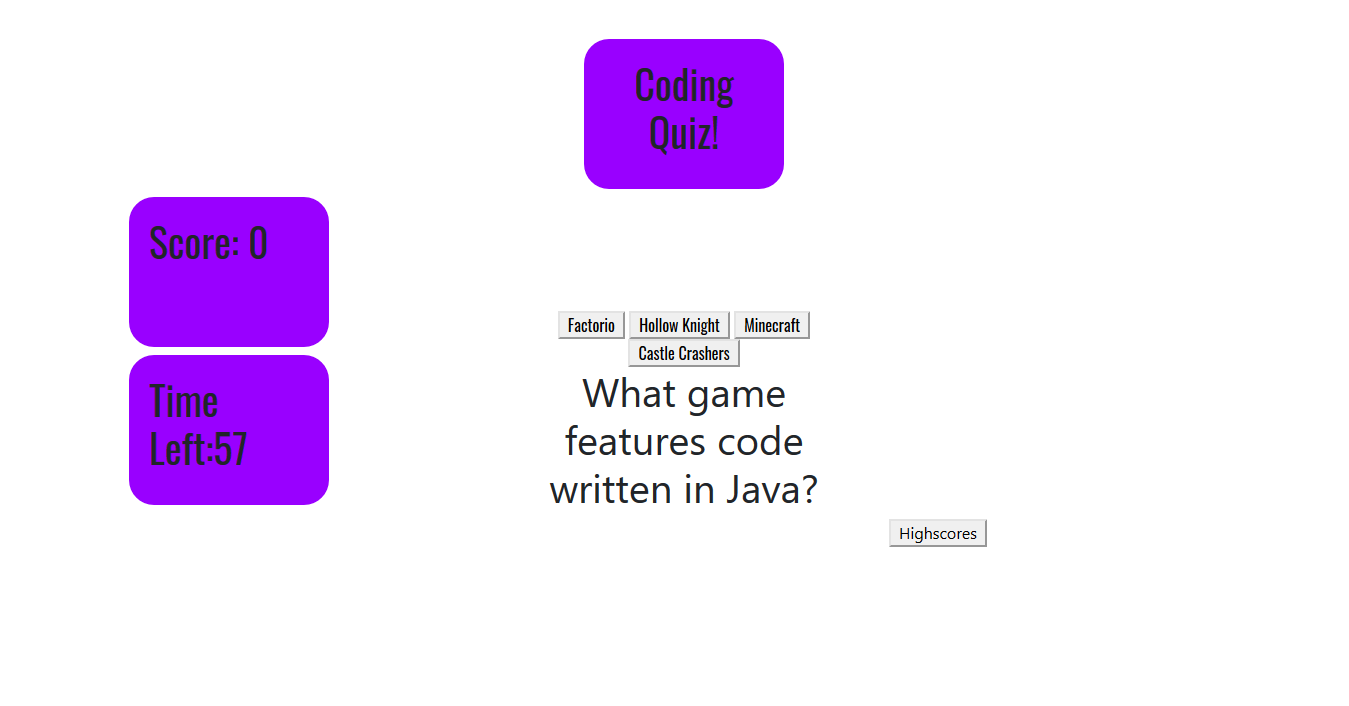 Coding
Quiz!
Score: 0
Time
Left:57
Factorio Hollow Knight Minecraft
Castle Crashers
What game
features code
written in Java?
Highscores